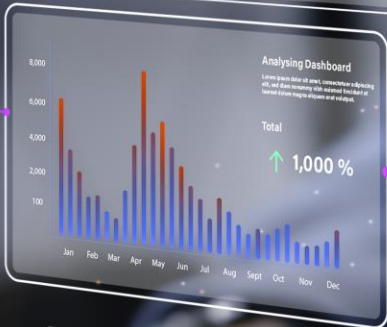 Analysing Dashboard
Lorem ipsum dolor sit amet, consectetuer adipiscing
elit, sed diam nonummy nibh euismod tincidunt ut
laoreet dolore magna aliquam erat volutpat.
Total
↑ 1,000 %
8,000
6,000
4,000
2,000
100
Jan Feb Mar Apr May Jun Jul Aug Sept Oct Nov Dec